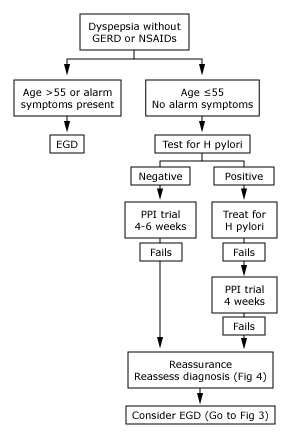 Dyspepsia without
GERD or NSAIDs
Age >55 or alarm
symptoms present
Age ≤55
No alarm symptoms
EGD
Test for H pylori
Negative
Positive
PPI trial
4-6 weeks
Treat for
H pylori
Fails
Fails
PPI trial
4 weeks
Fails
Reassurance
Reassess diagnosis (Fig 4)
Consider EGD (Go to Fig 3)